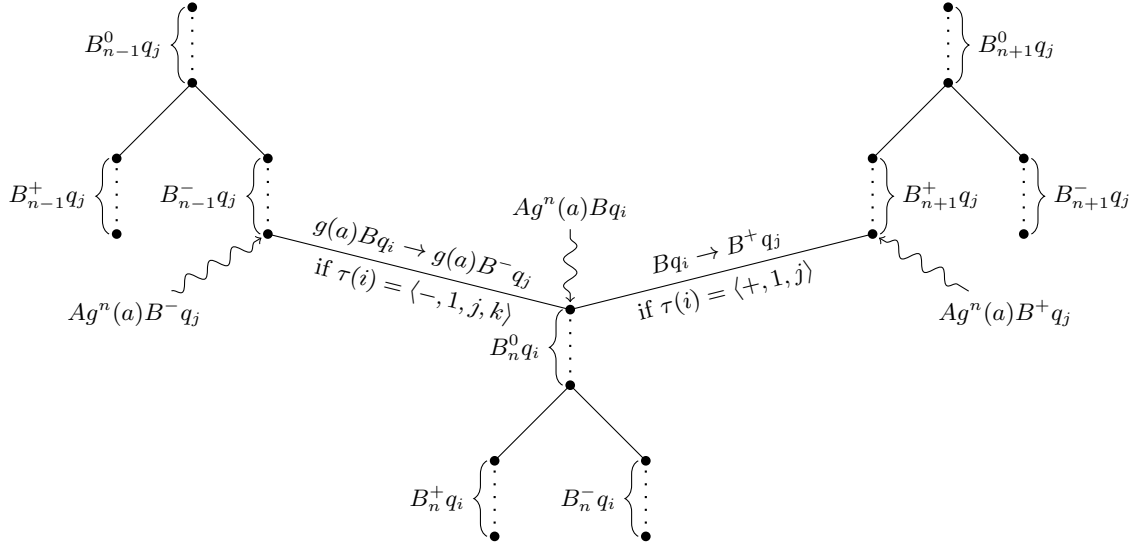 B^0_{n−1}q_j
B^0_{n+1}q_j
B^+_{n−1}q_j
B^−_{n−1}q_j
Ag^n(a)Bq_i
B^+_{n+1}q_j
B^−_{n+1}q_j
g(a)Bq_i → g(a)B^−q_j
if τ(i) = ⟨−, 1, j, k⟩
Bq_i → B^+q_j
if τ(i) = ⟨+, 1, j⟩
Ag^n(a)B^−q_j
Ag^n(a)B^+q_j
B^0_n q_i
B^+_n q_i
B^−_n q_i